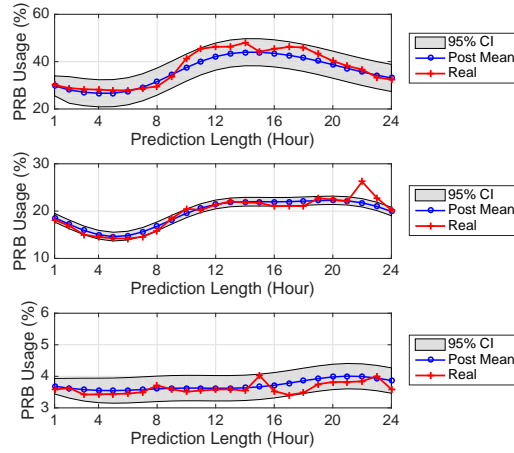 60
40
20
PRB Usage (%)
1 4 8 12 16 20 24
Prediction Length (Hour)
95% CI
Post Mean
Real
30
20
10
PRB Usage (%)
1 4 8 12 16 20 24
Prediction Length (Hour)
95% CI
Post Mean
Real
6
5
4
3
PRB Usage (%)
1 4 8 12 16 20 24
Prediction Length (Hour)
95% CI
Post Mean
Real